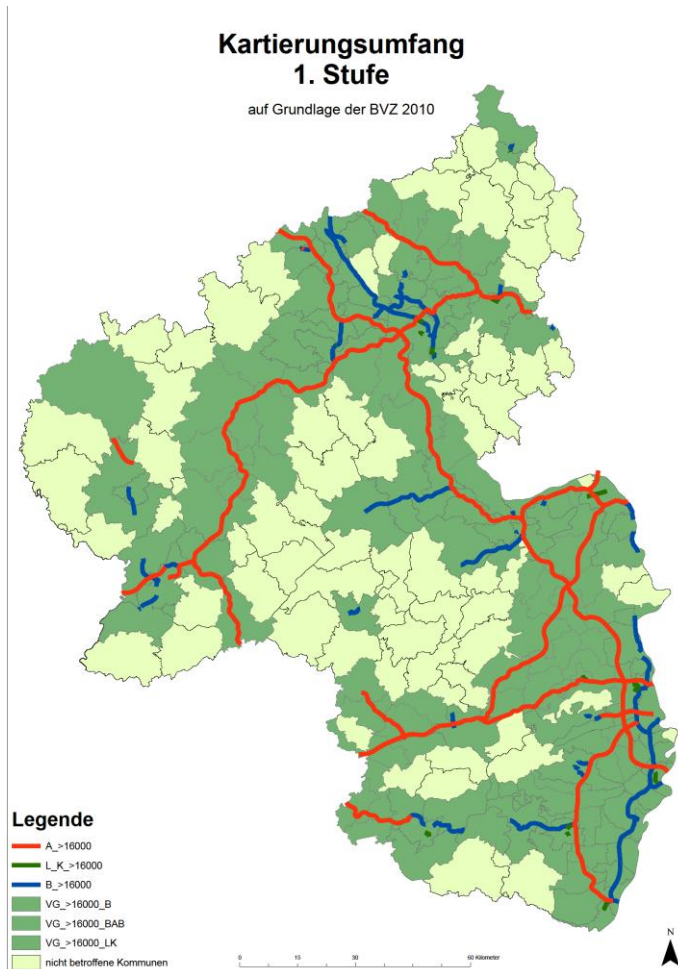 Kartierungsumfang
1. Stufe
auf Grundlage der BVZ 2010
Legende
A_>16000
L_K_>16000
B_>16000
VG_>16000_B
VG_>16000_BAB
VG_>16000_LK
nicht betroffene Kommunen
0 15 30 60 Kilometer
N